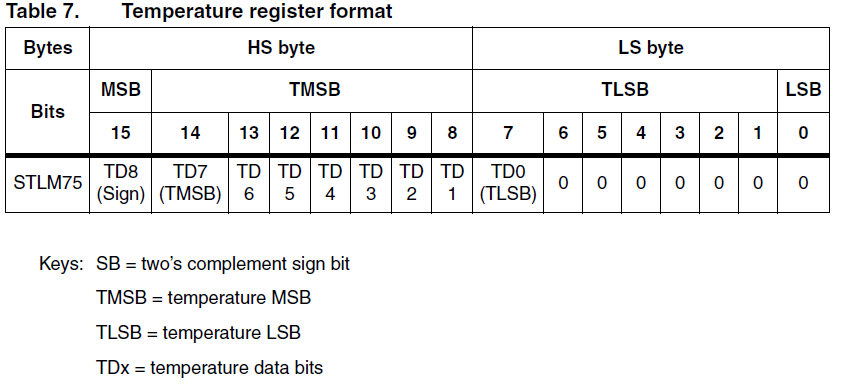 Table 7. Temperature register format
Bytes HS byte LS byte
Bits MSB TMSB TLSB LSB
15 14 13 12 11 10 9 8 7 6 5 4 3 2 1 0
STLM75 TD8 (Sign) TD7 (TMSB) TD 6 TD 5 TD 4 TD 3 TD 2 TD 1 TD0 (TLSB) 0 0 0 0 0 0 0
Keys: SB = two's complement sign bit
TMSB = temperature MSB
TLSB = temperature LSB
TDx = temperature data bits